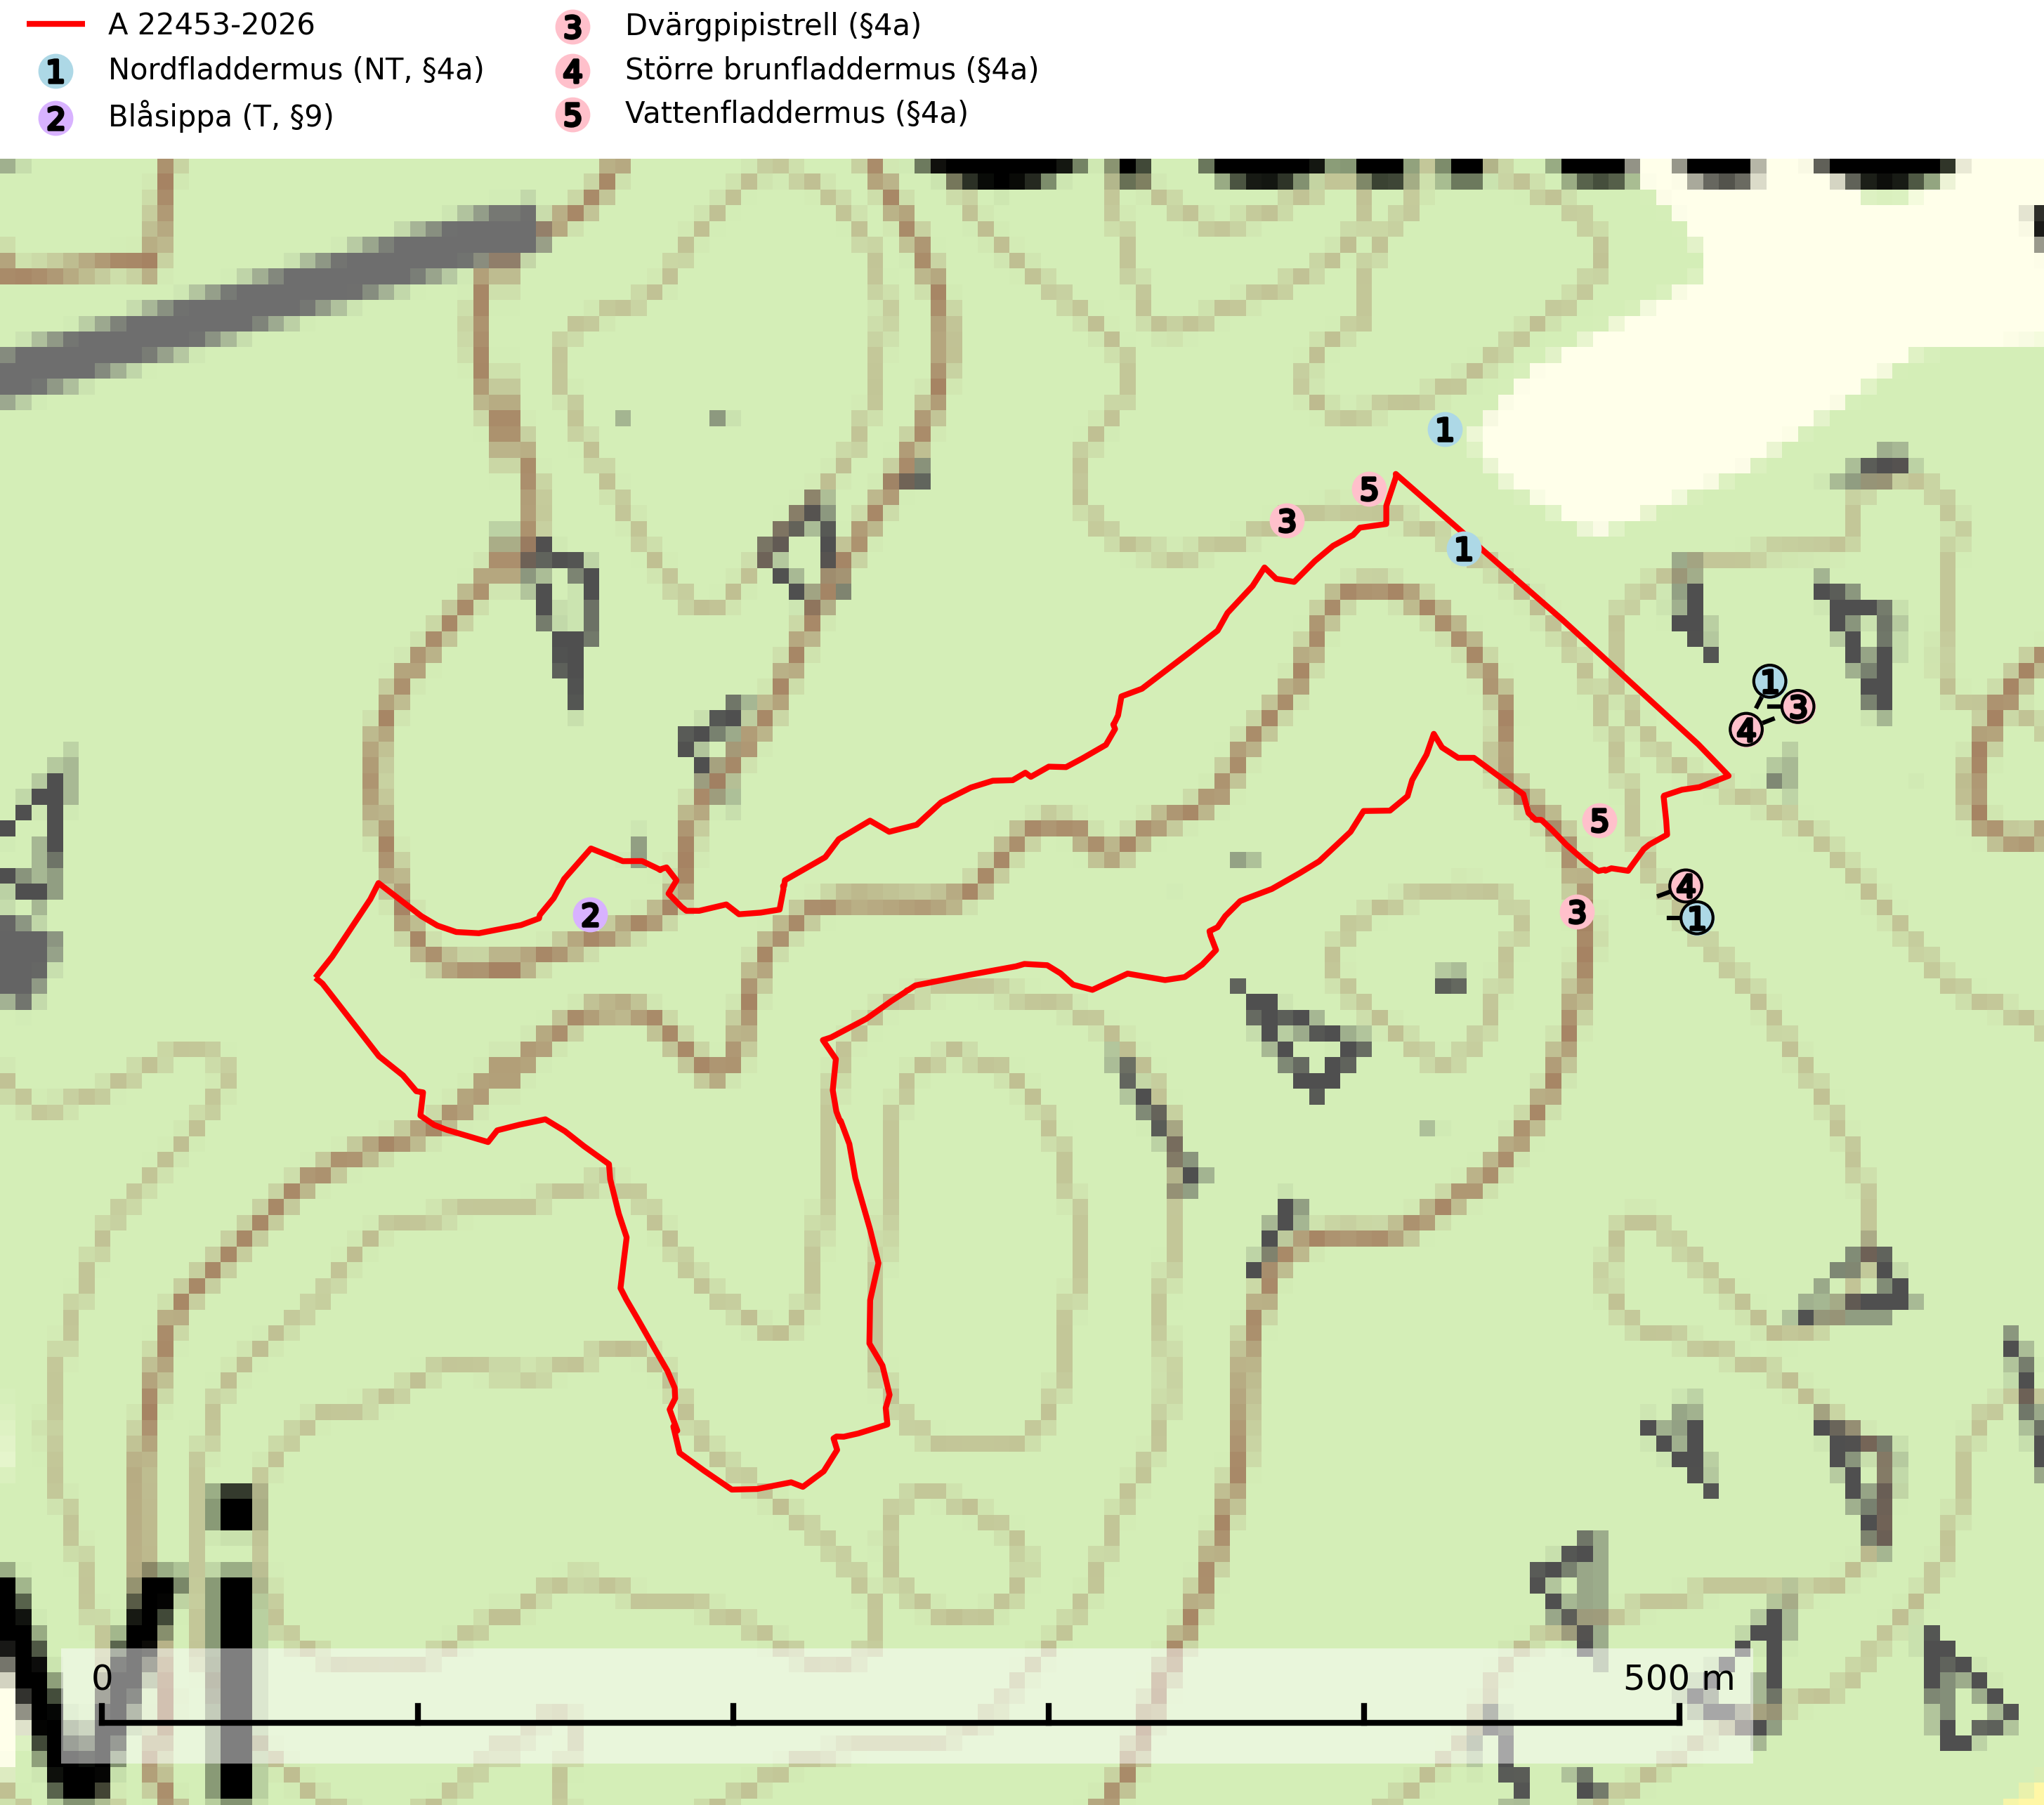 A 22453-2026
1 Nordfladdermus (NT, §4a)
2 Blåsippa (T, §9)
3 Dvärgpipistrell (§4a)
4 Större brunfladdermus (§4a)
5 Vattenfladdermus (§4a)
1
5
3
1
1
3
4
5
4
3
1
2
0
500 m